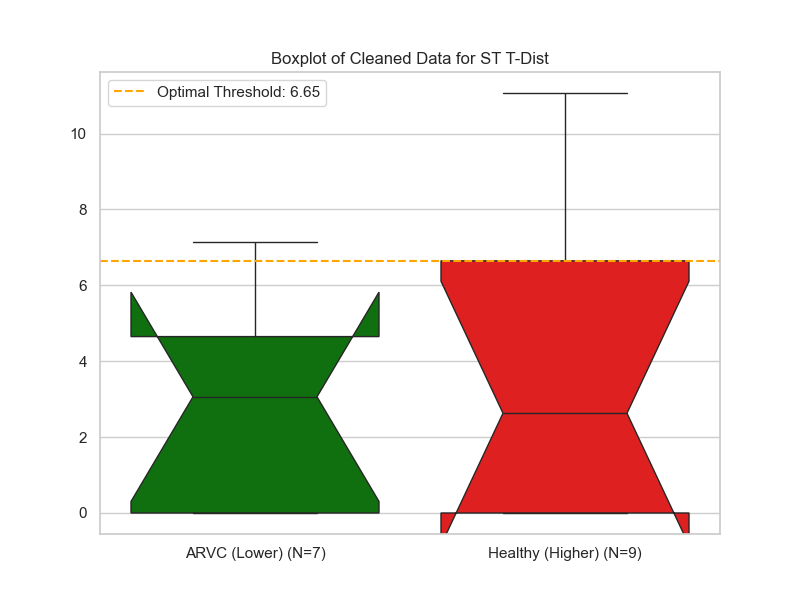 Boxplot of Cleaned Data for ST T-Dist
Optimal Threshold: 6.65
10
8
6
4
2
0
ARVC (Lower) (N=7)
Healthy (Higher) (N=9)